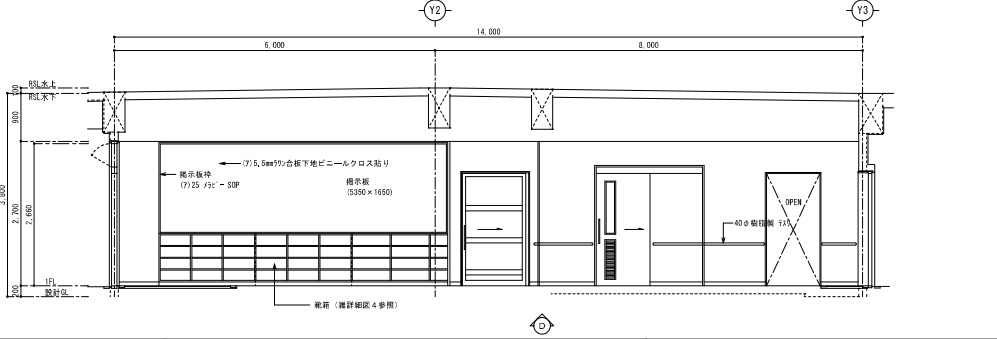 Y2
Y3
14,000
6,000
8,000
RSL水上
100
RSL水下
900
(ｱ)5.5mmﾗﾜﾝ合板下地ビニールクロス貼り
掲示板枠
(ｱ)25 ﾒﾗﾋﾟｰ SOP
掲示板
(5350×1650)
3,800
2,700
2,660
OPEN
40φ樹脂製 ﾃｽﾘ
1FL
設計GL
200
靴箱 (雑詳細図4参照)
D